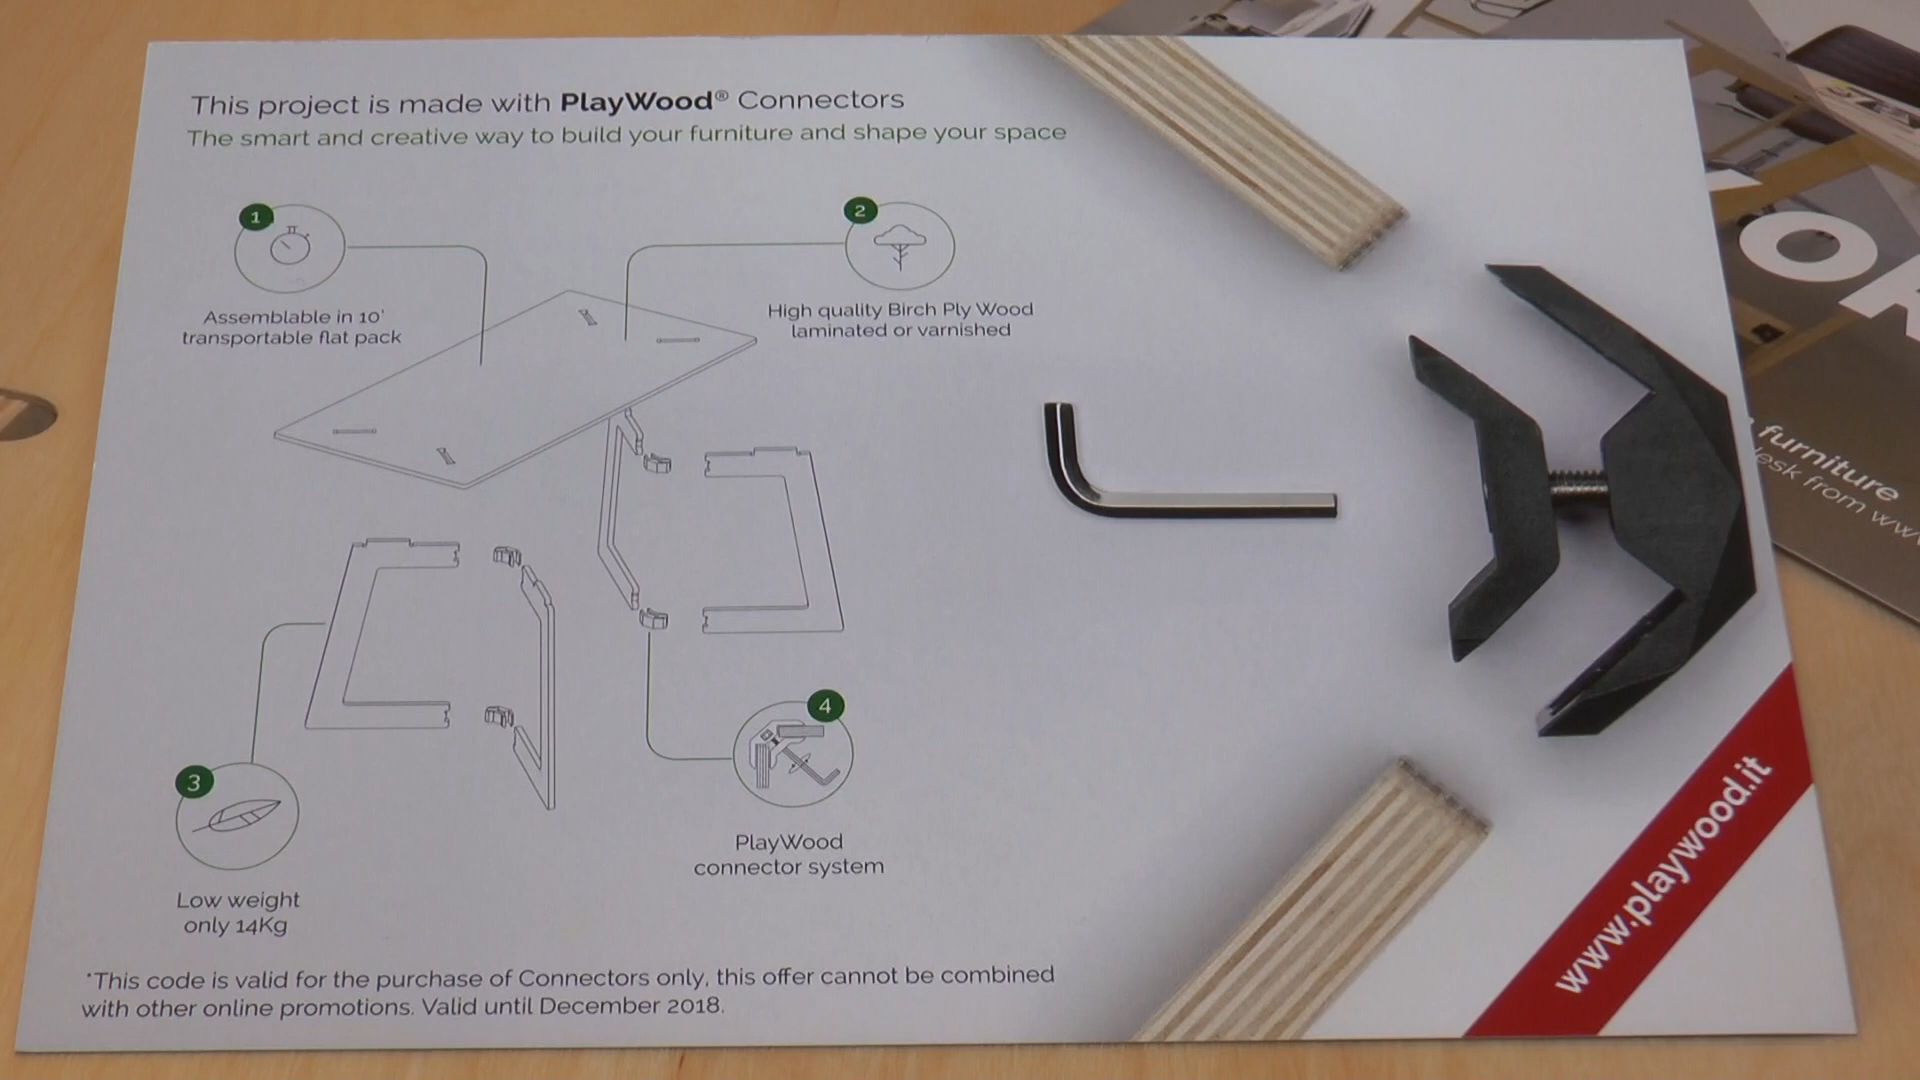 This project is made with PlayWood® Connectors
The smart and creative way to build your furniture and shape your space
1
2
Assemblable in 10'
transportable flat pack
High quality Birch Ply Wood
laminated or varnished
3
4
Low weight
only 14Kg
PlayWood
connector system
*This code is valid for the purchase of Connectors only, this offer cannot be combined
with other online promotions. Valid until December 2018.
www.playwood.it
furniture
from